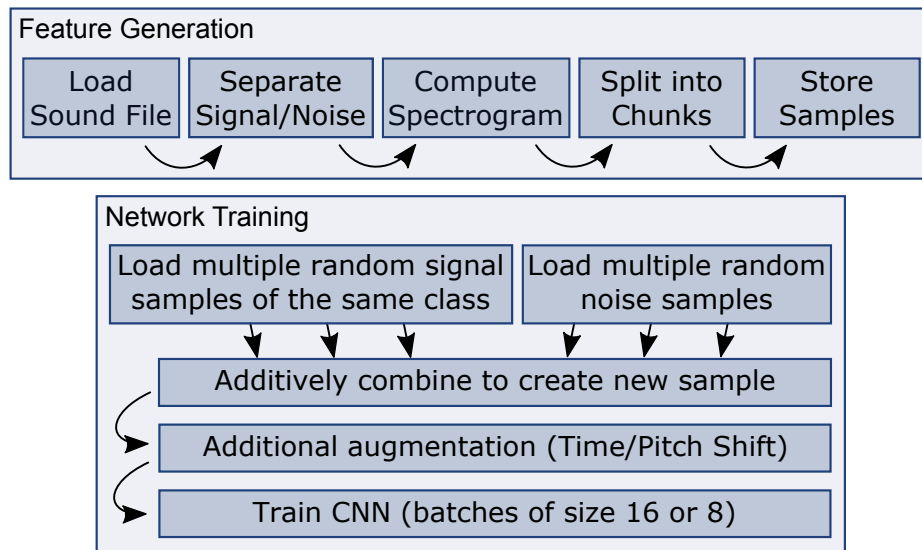 Feature Generation
Load
Sound File
Separate
Signal/Noise
Compute
Spectrogram
Split into
Chunks
Store
Samples
Network Training
Load multiple random signal
samples of the same class
Load multiple random
noise samples
Additively combine to create new sample
Additional augmentation (Time/Pitch Shift)
Train CNN (batches of size 16 or 8)